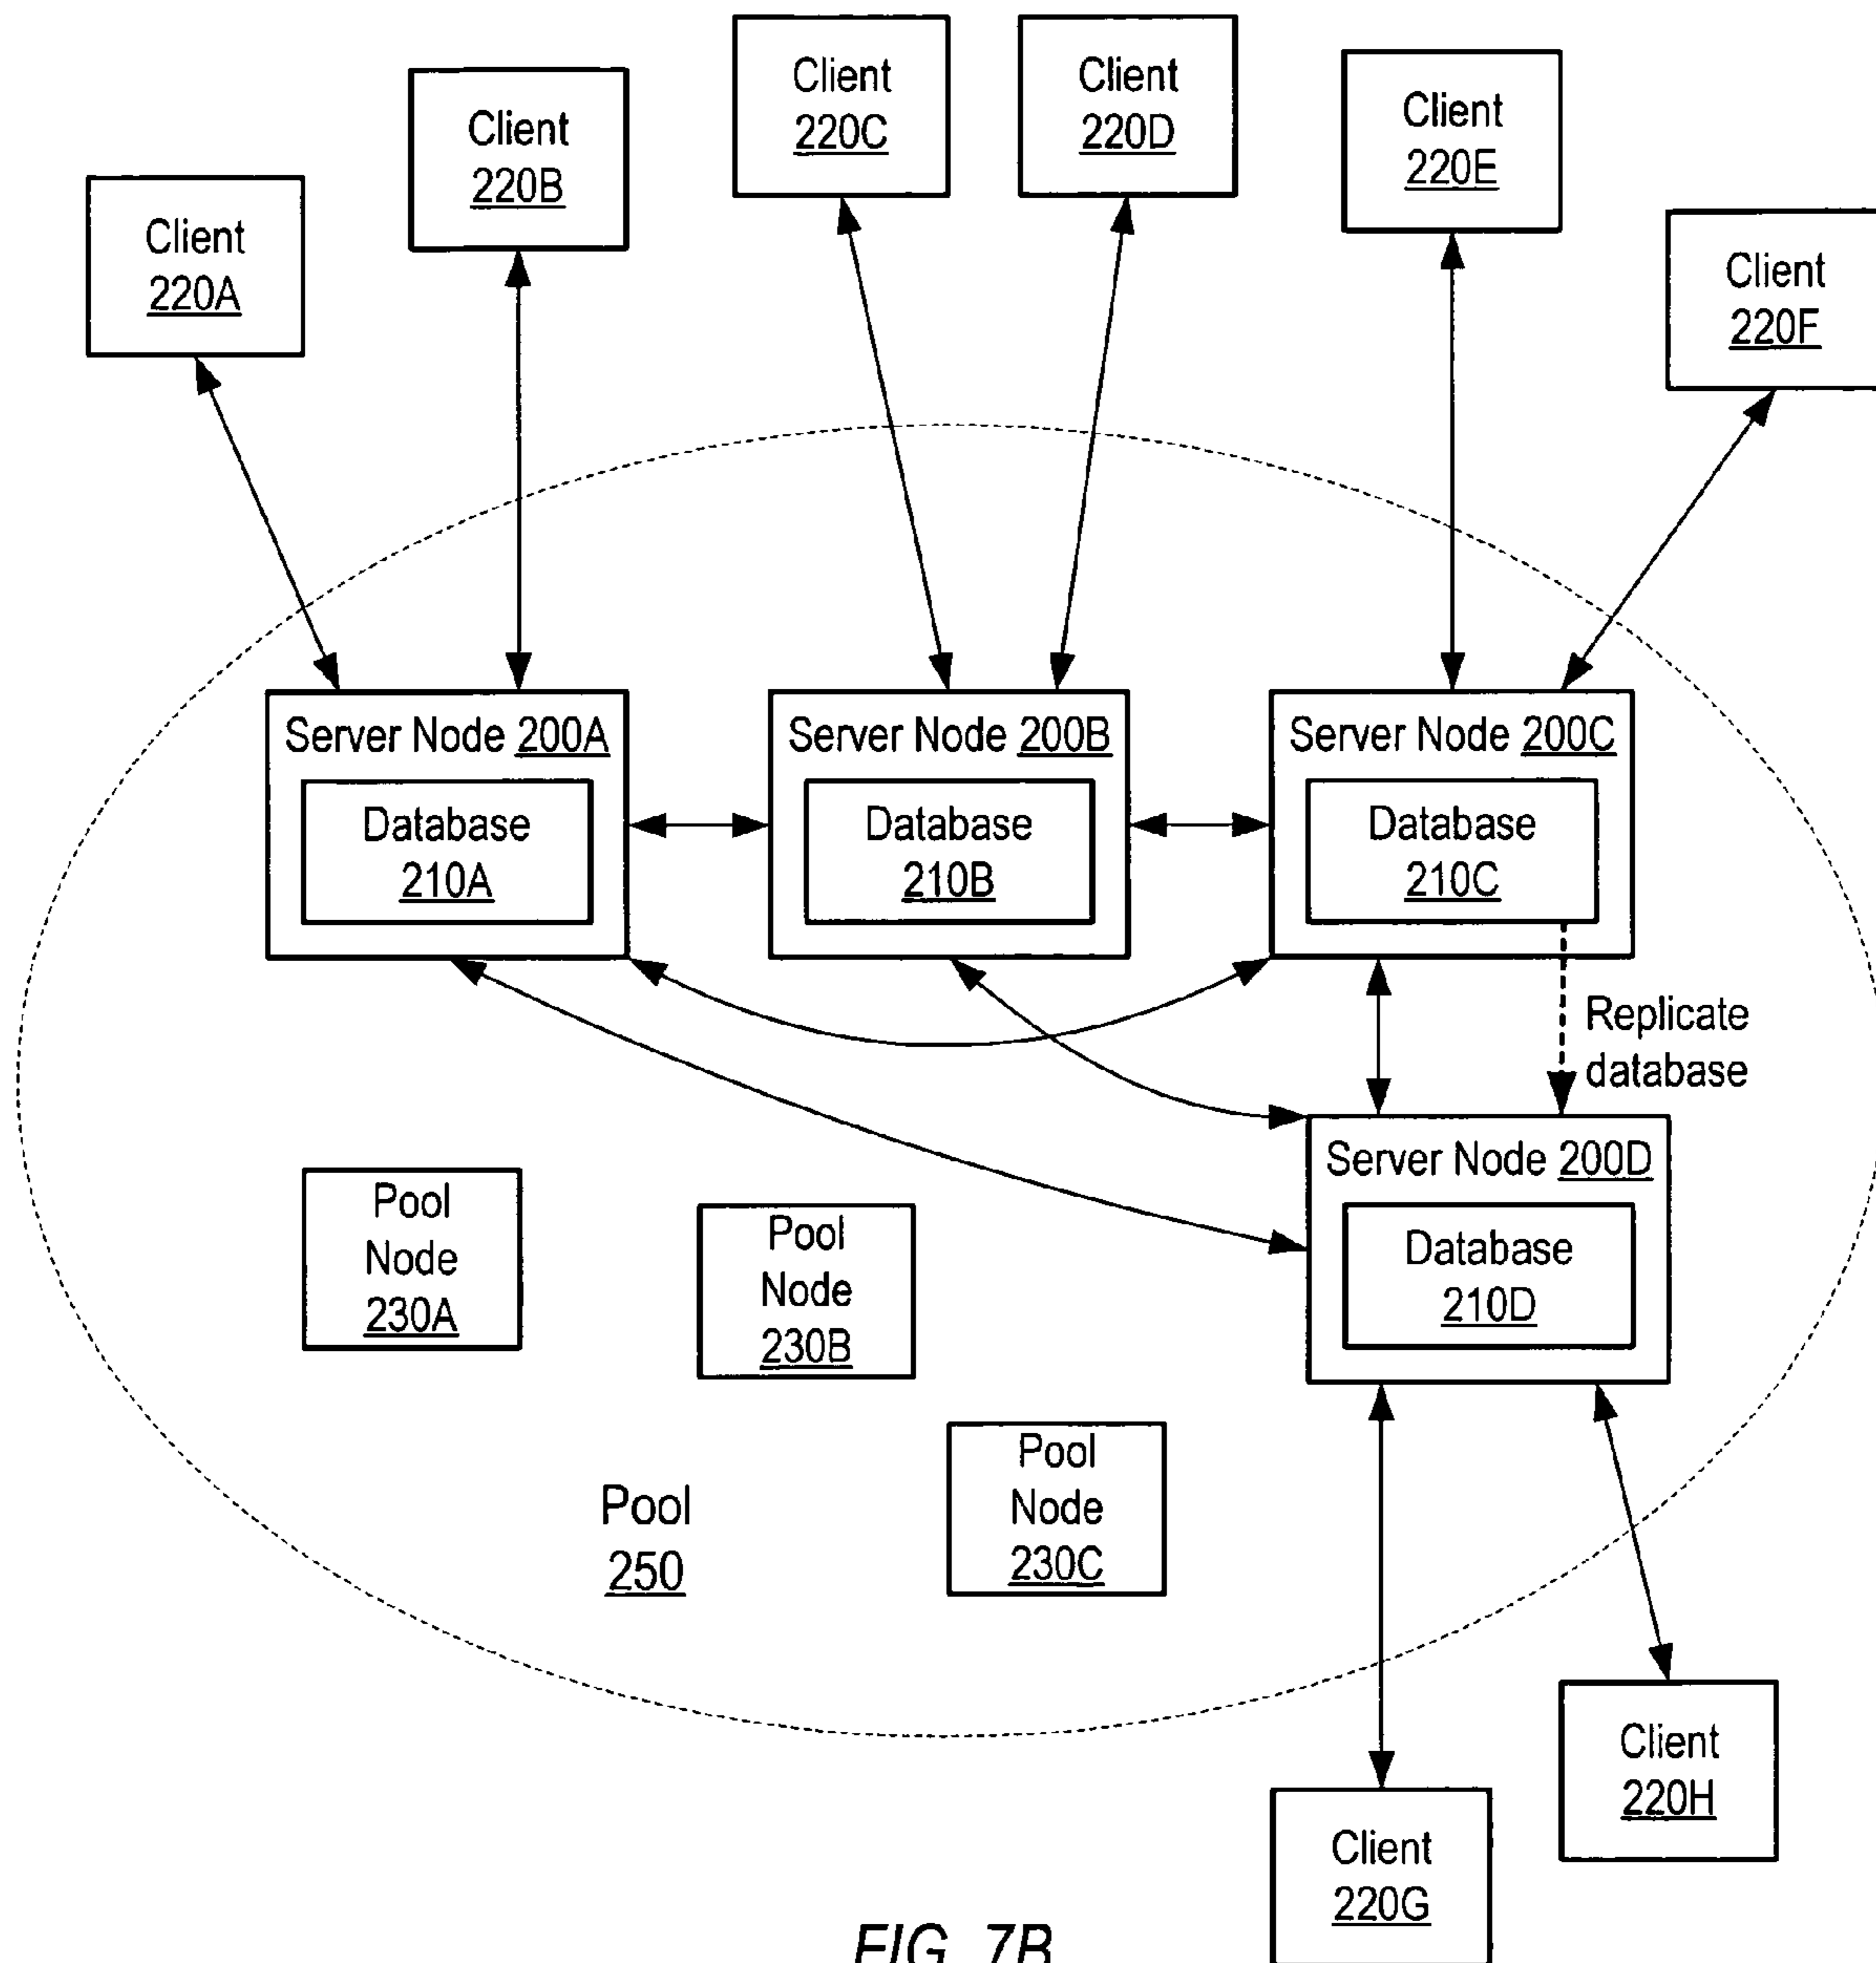 Client
220C
Client
220D
Client
220E
Client
220B
Client
220A
Client
220F
Server Node 200A
Database
210A
Server Node 200B
Database
210B
Server Node 200C
Database
210C
Replicate
database
Server Node 200D
Database
210D
Pool
Node
230A
Pool
Node
230B
Pool
Node
230C
Pool
250
Client
220H
Client
220G
FIG. 7B